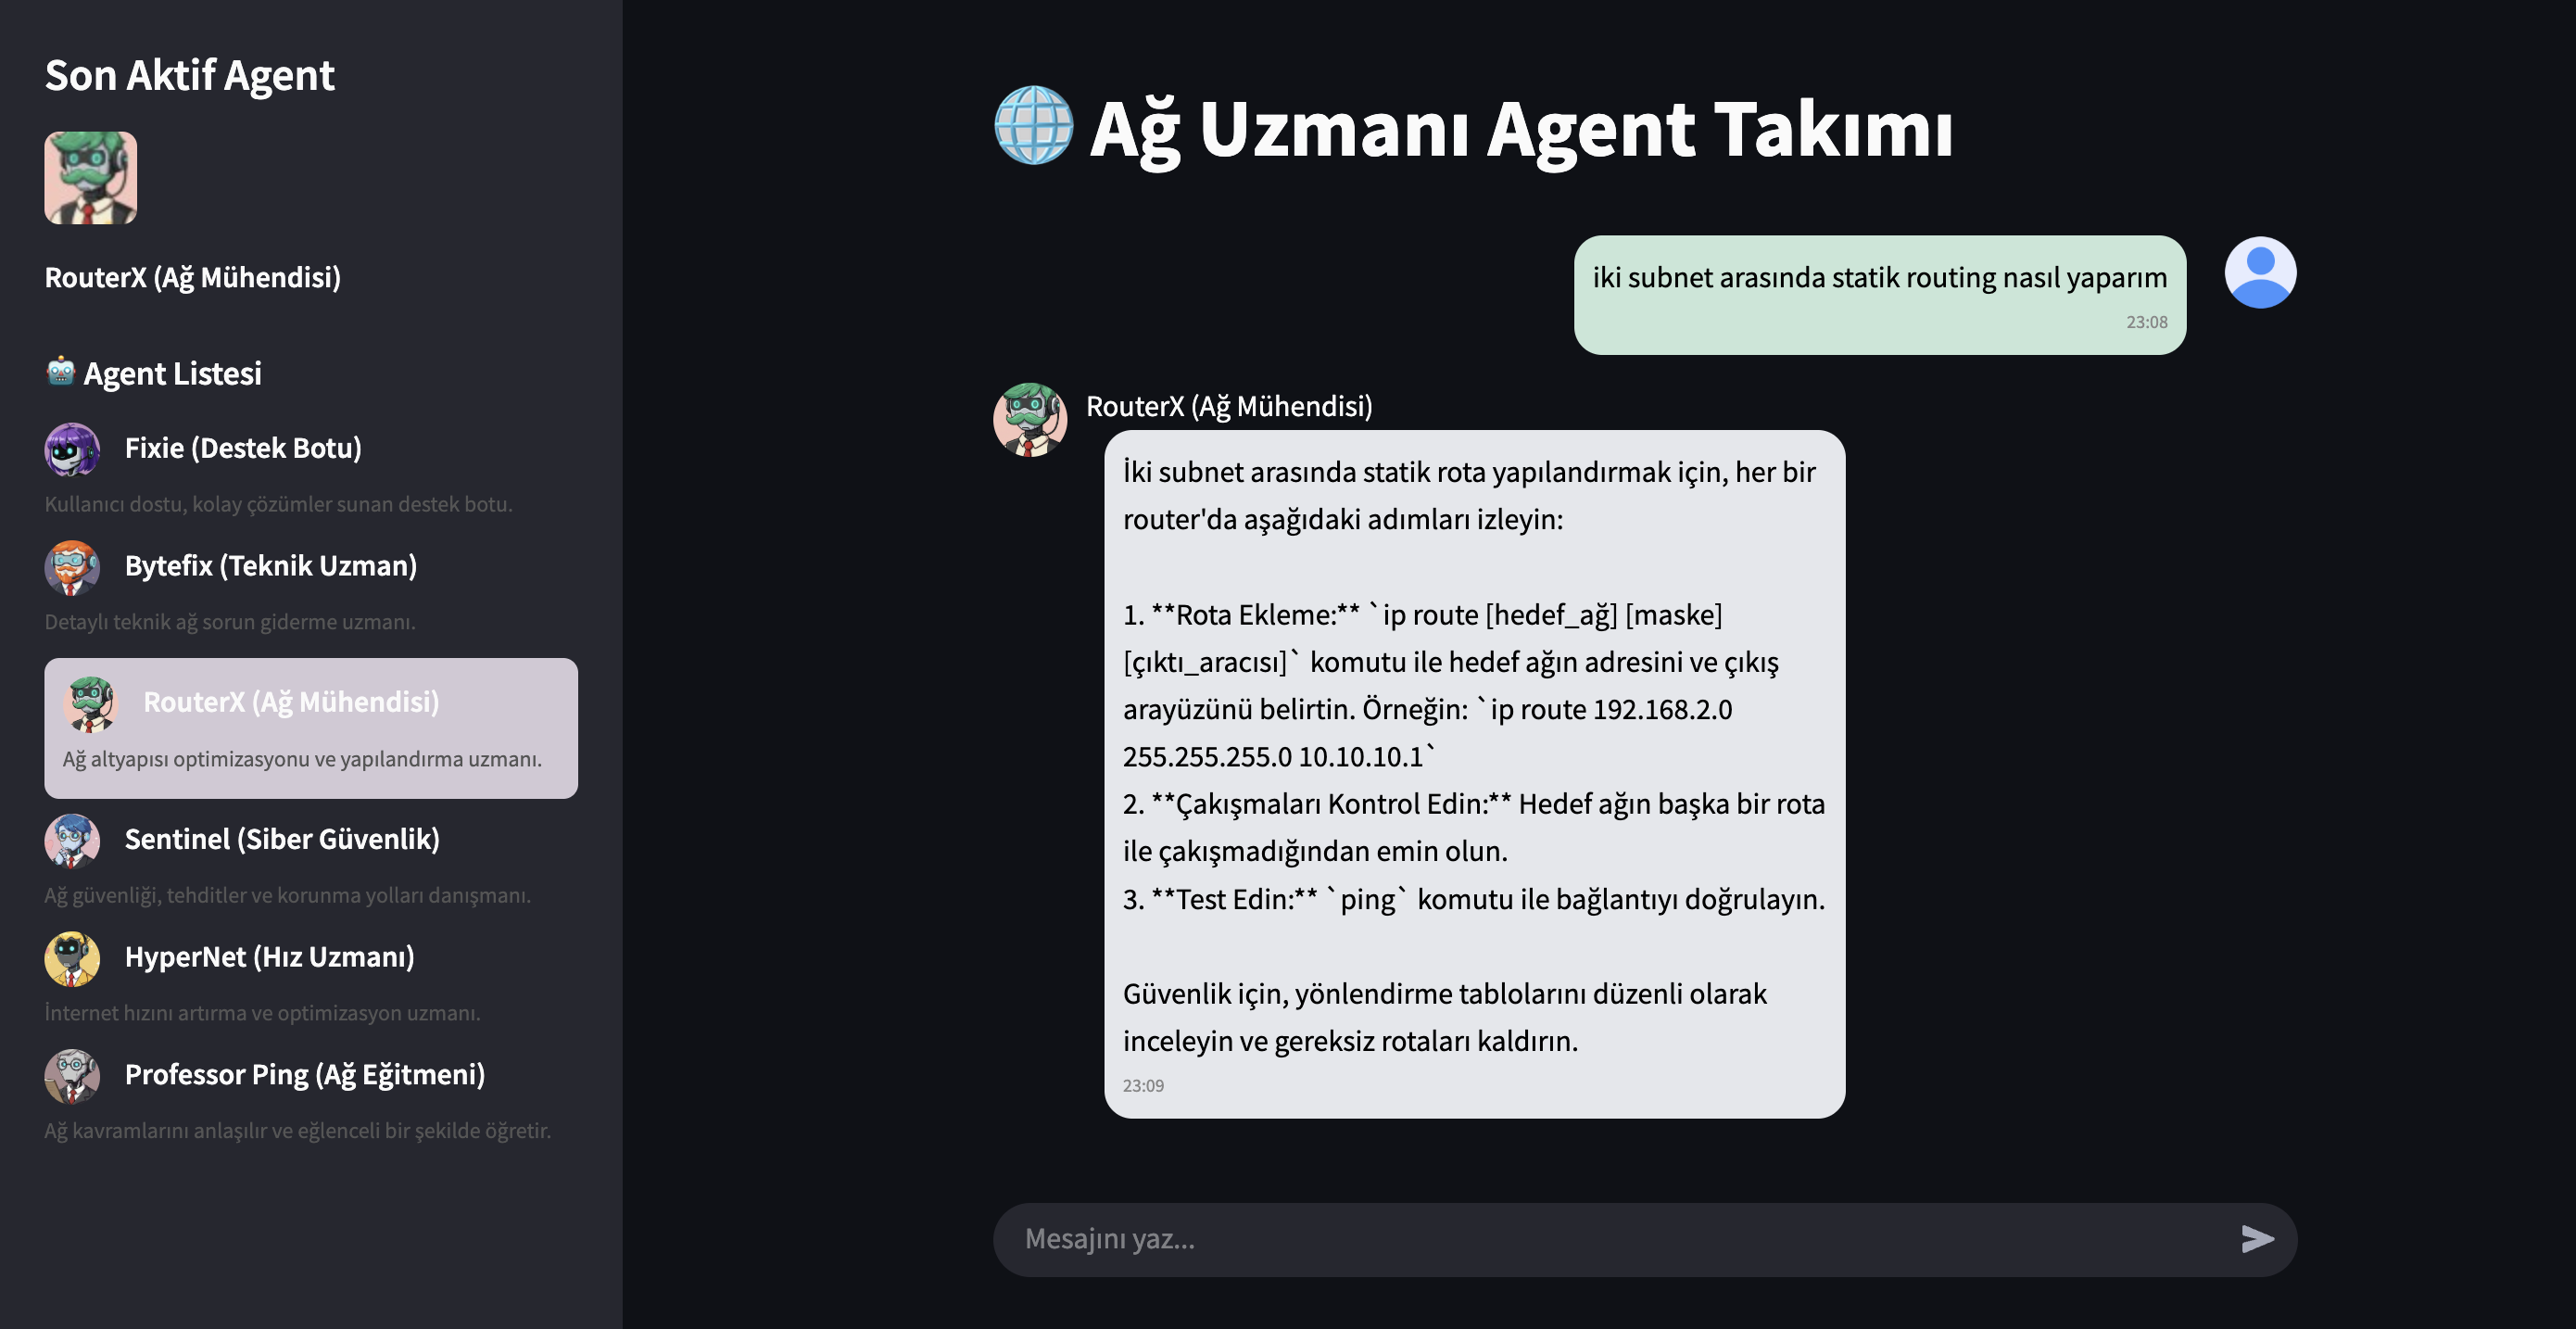 Son Aktif Agent
RouterX (Ağ Mühendisi)
Agent Listesi
Fixie (Destek Botu)
Kullanıcı dostu, kolay çözümler sunan destek botu.
Bytefix (Teknik Uzman)
Detaylı teknik ağ sorun giderme uzmanı.
RouterX (Ağ Mühendisi)
Ağ altyapısı optimizasyonu ve yapılandırma uzmanı.
Sentinel (Siber Güvenlik)
Ağ güvenliği, tehditler ve korunma yolları danışmanı.
HyperNet (Hız Uzmanı)
İnternet hızını artırma ve optimizasyon uzmanı.
Professor Ping (Ağ Eğitmeni)
Ağ kavramlarını anlaşılır ve eğlenceli bir şekilde öğretir.
Ağ Uzmanı Agent Takımı
iki subnet arasında statik routing nasıl yaparım
23:08
RouterX (Ağ Mühendisi)
İki subnet arasında statik rota yapılandırmak için, her bir
router'da aşağıdaki adımları izleyin:
1. **Rota Ekleme:** `ip route [hedef_ağ] [maske]
[çıktı_aracısı]` komutu ile hedef ağın adresini ve çıkış
arayüzünü belirtin. Örneğin: `ip route 192.168.2.0
255.255.255.0 10.10.10.1`
2. **Çakışmaları Kontrol Edin:** Hedef ağın başka bir rota
ile çakışmadığından emin olun.
3. **Test Edin:** `ping` komutu ile bağlantıyı doğrulayın.
Güvenlik için, yönlendirme tablolarını düzenli olarak
inceleyin ve gereksiz rotaları kaldırın.
23:09
Mesajını yaz...